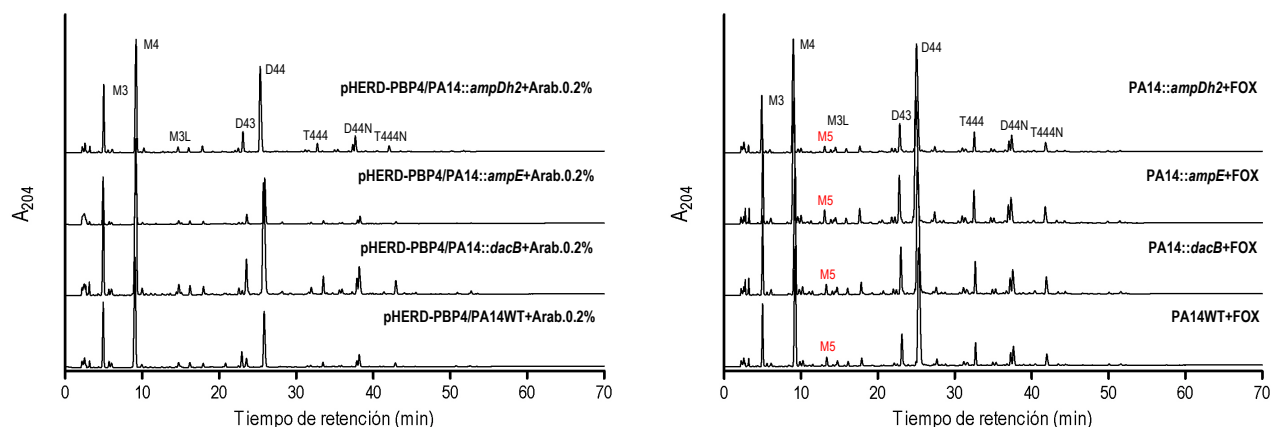 M4
D44
pHERD-PBP4/PA14::ampDh2+Arab.0.2%
M3
M3L
D43
T444
D44N
T444N
pHERD-PBP4/PA14::ampE+Arab.0.2%
pHERD-PBP4/PA14::dacB+Arab.0.2%
pHERD-PBP4/PA14WT+Arab.0.2%
A204
0 10 20 30 40 50 60 70
Tiempo de retención (min)
M4
D44
PA14::ampDh2+FOX
M3
M3L
D43
T444
D44N
T444N
M5
PA14::ampE+FOX
M5
PA14::dacB+FOX
M5
PA14WT+FOX
M5
A204
0 10 20 30 40 50 60 70
Tiempo de retención (min)